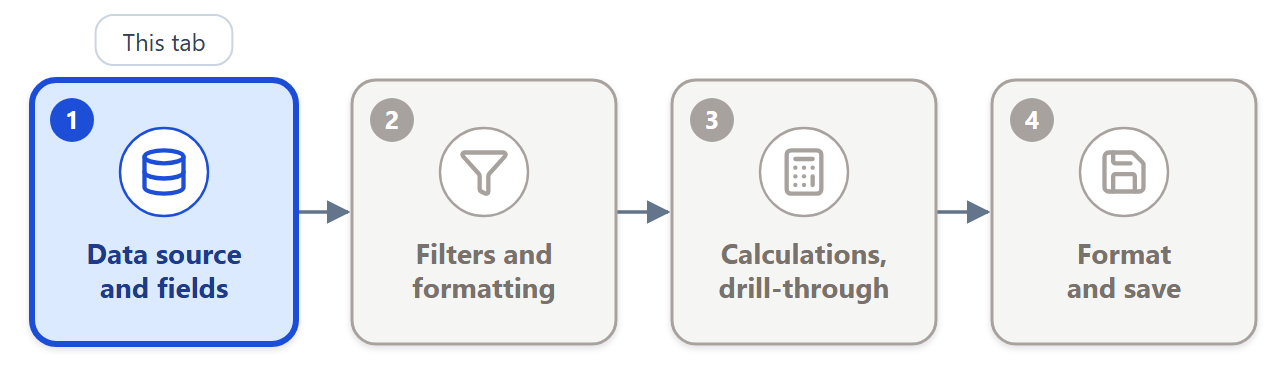 This tab
1
Data source
and fields
2
Filters and
formatting
3
Calculations,
drill-through
4
Format
and save